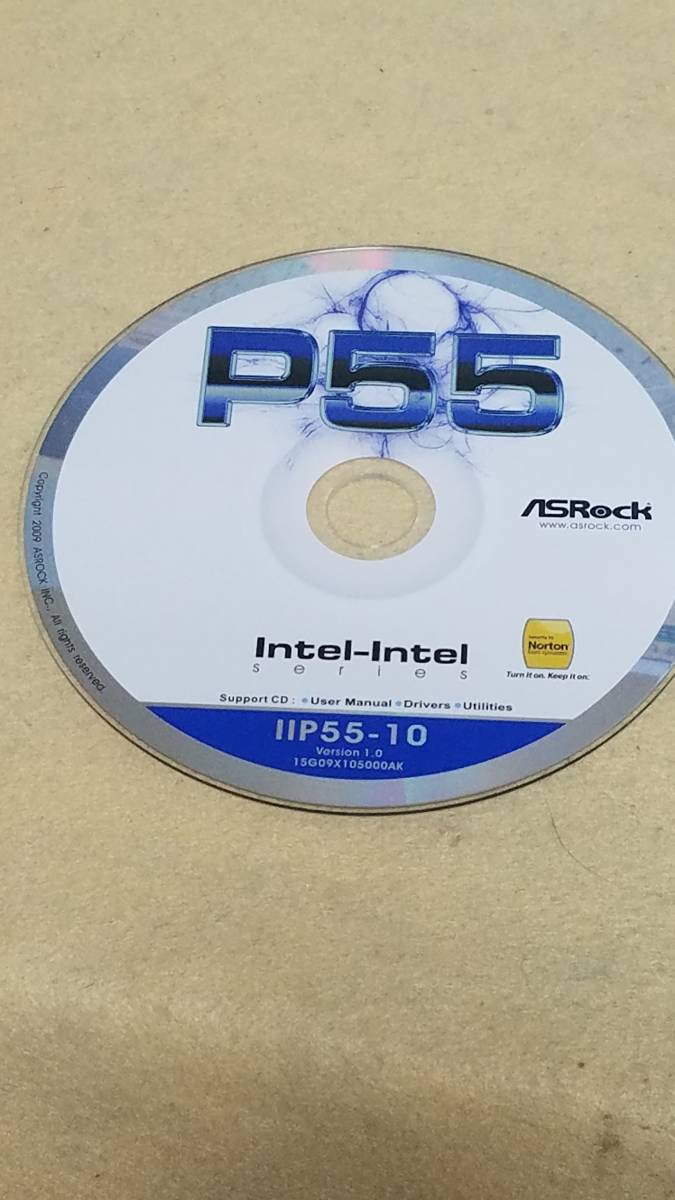 P55
ASRock
www.asrock.com
Copyright 2009 ASROCK INC., All rights reserved.
Intel-Intel
series
Norton
Turn it on. Keep it on.
Support CD : User Manual Drivers Utilities
IIP55-10
Version 1.0
15G09X105000AK